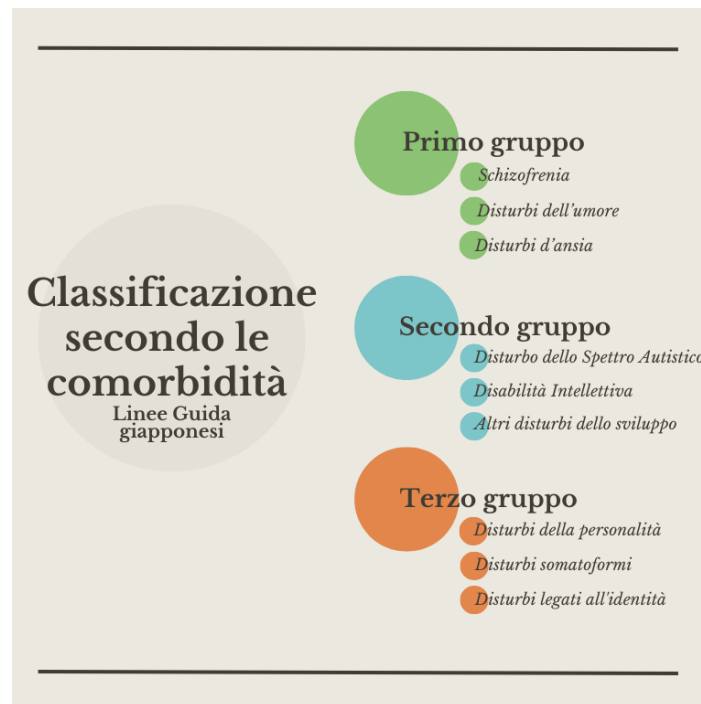 Classificazione
secondo le
comorbidità
Linee Guida
giapponesi
Primo gruppo
Schizofrenia
Disturbi dell'umore
Disturbi d'ansia
Secondo gruppo
Disturbo dello Spettro Autistico
Disabilità Intellettiva
Altri disturbi dello sviluppo
Terzo gruppo
Disturbi della personalità
Disturbi somatoformi
Disturbi legati all'identità